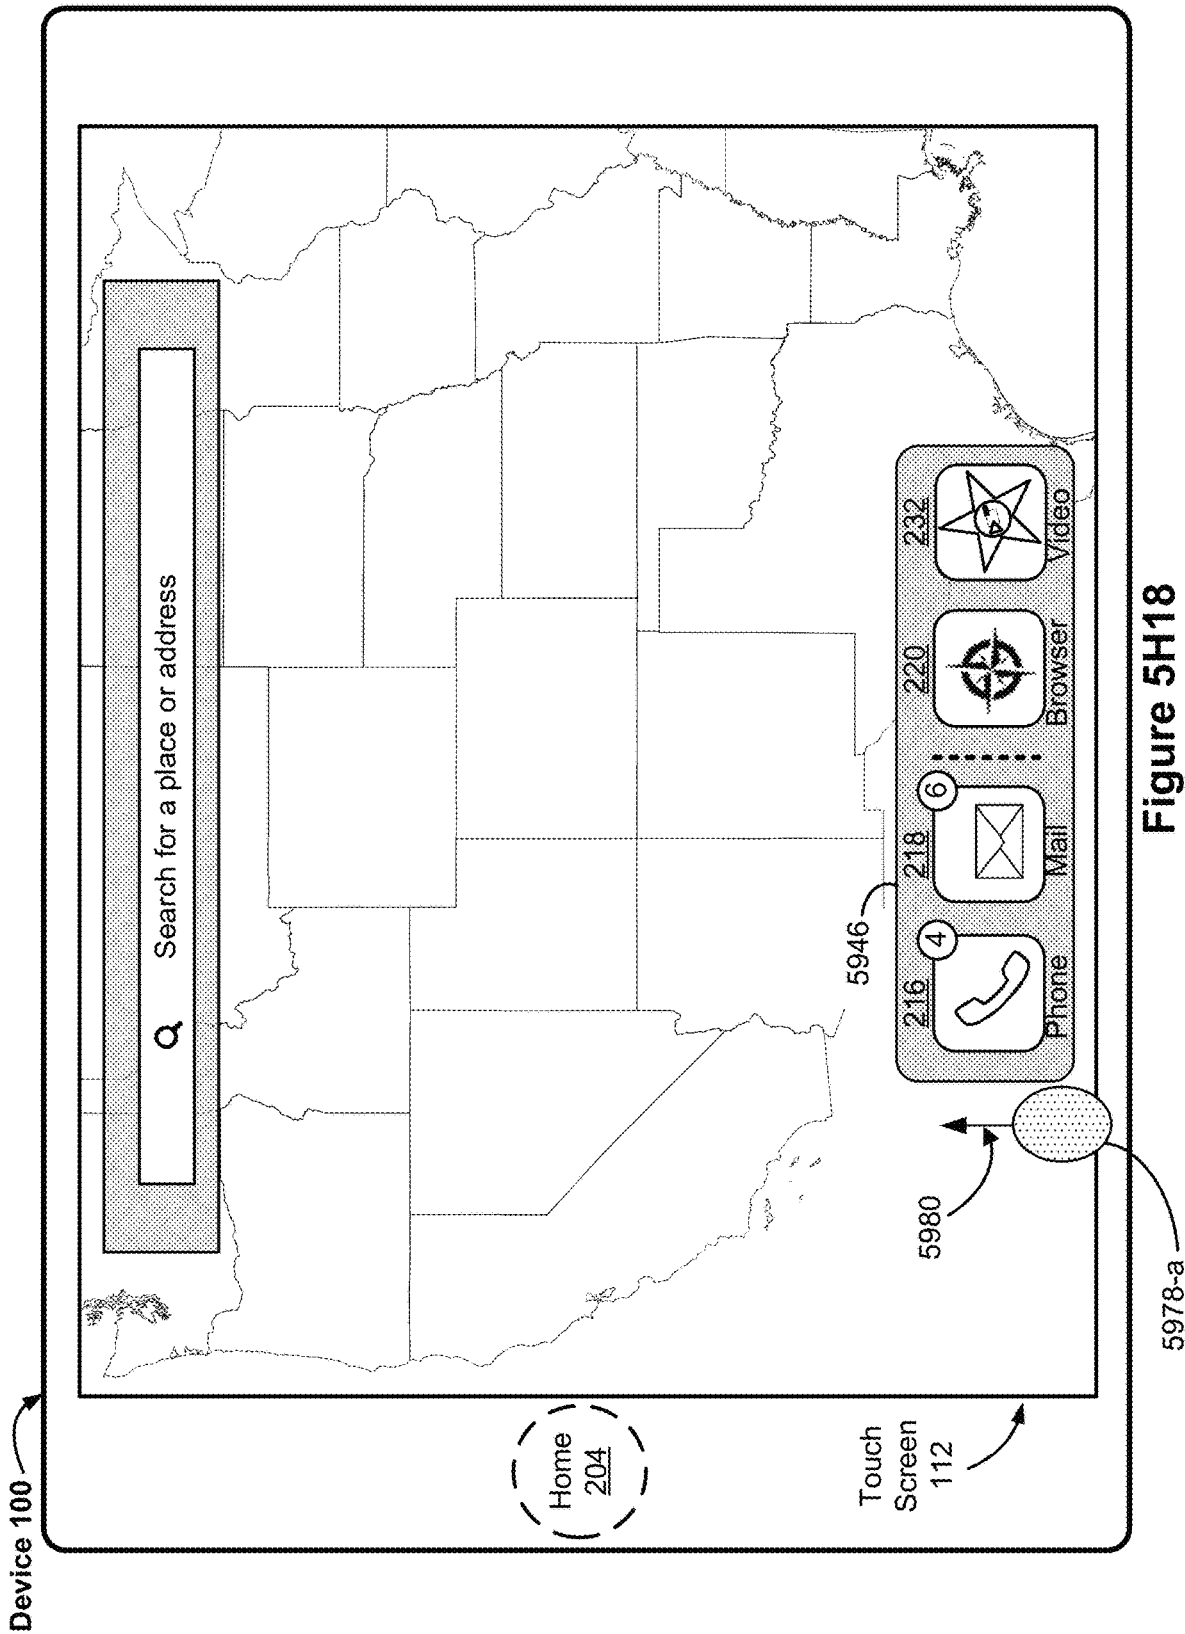 Device 100
Search for a place or address
Home
204
Touch
Screen
112
5946
216
218
220
232
4
6
Phone
Mail
Browser
Video
5980
5978-a
Figure 5H18